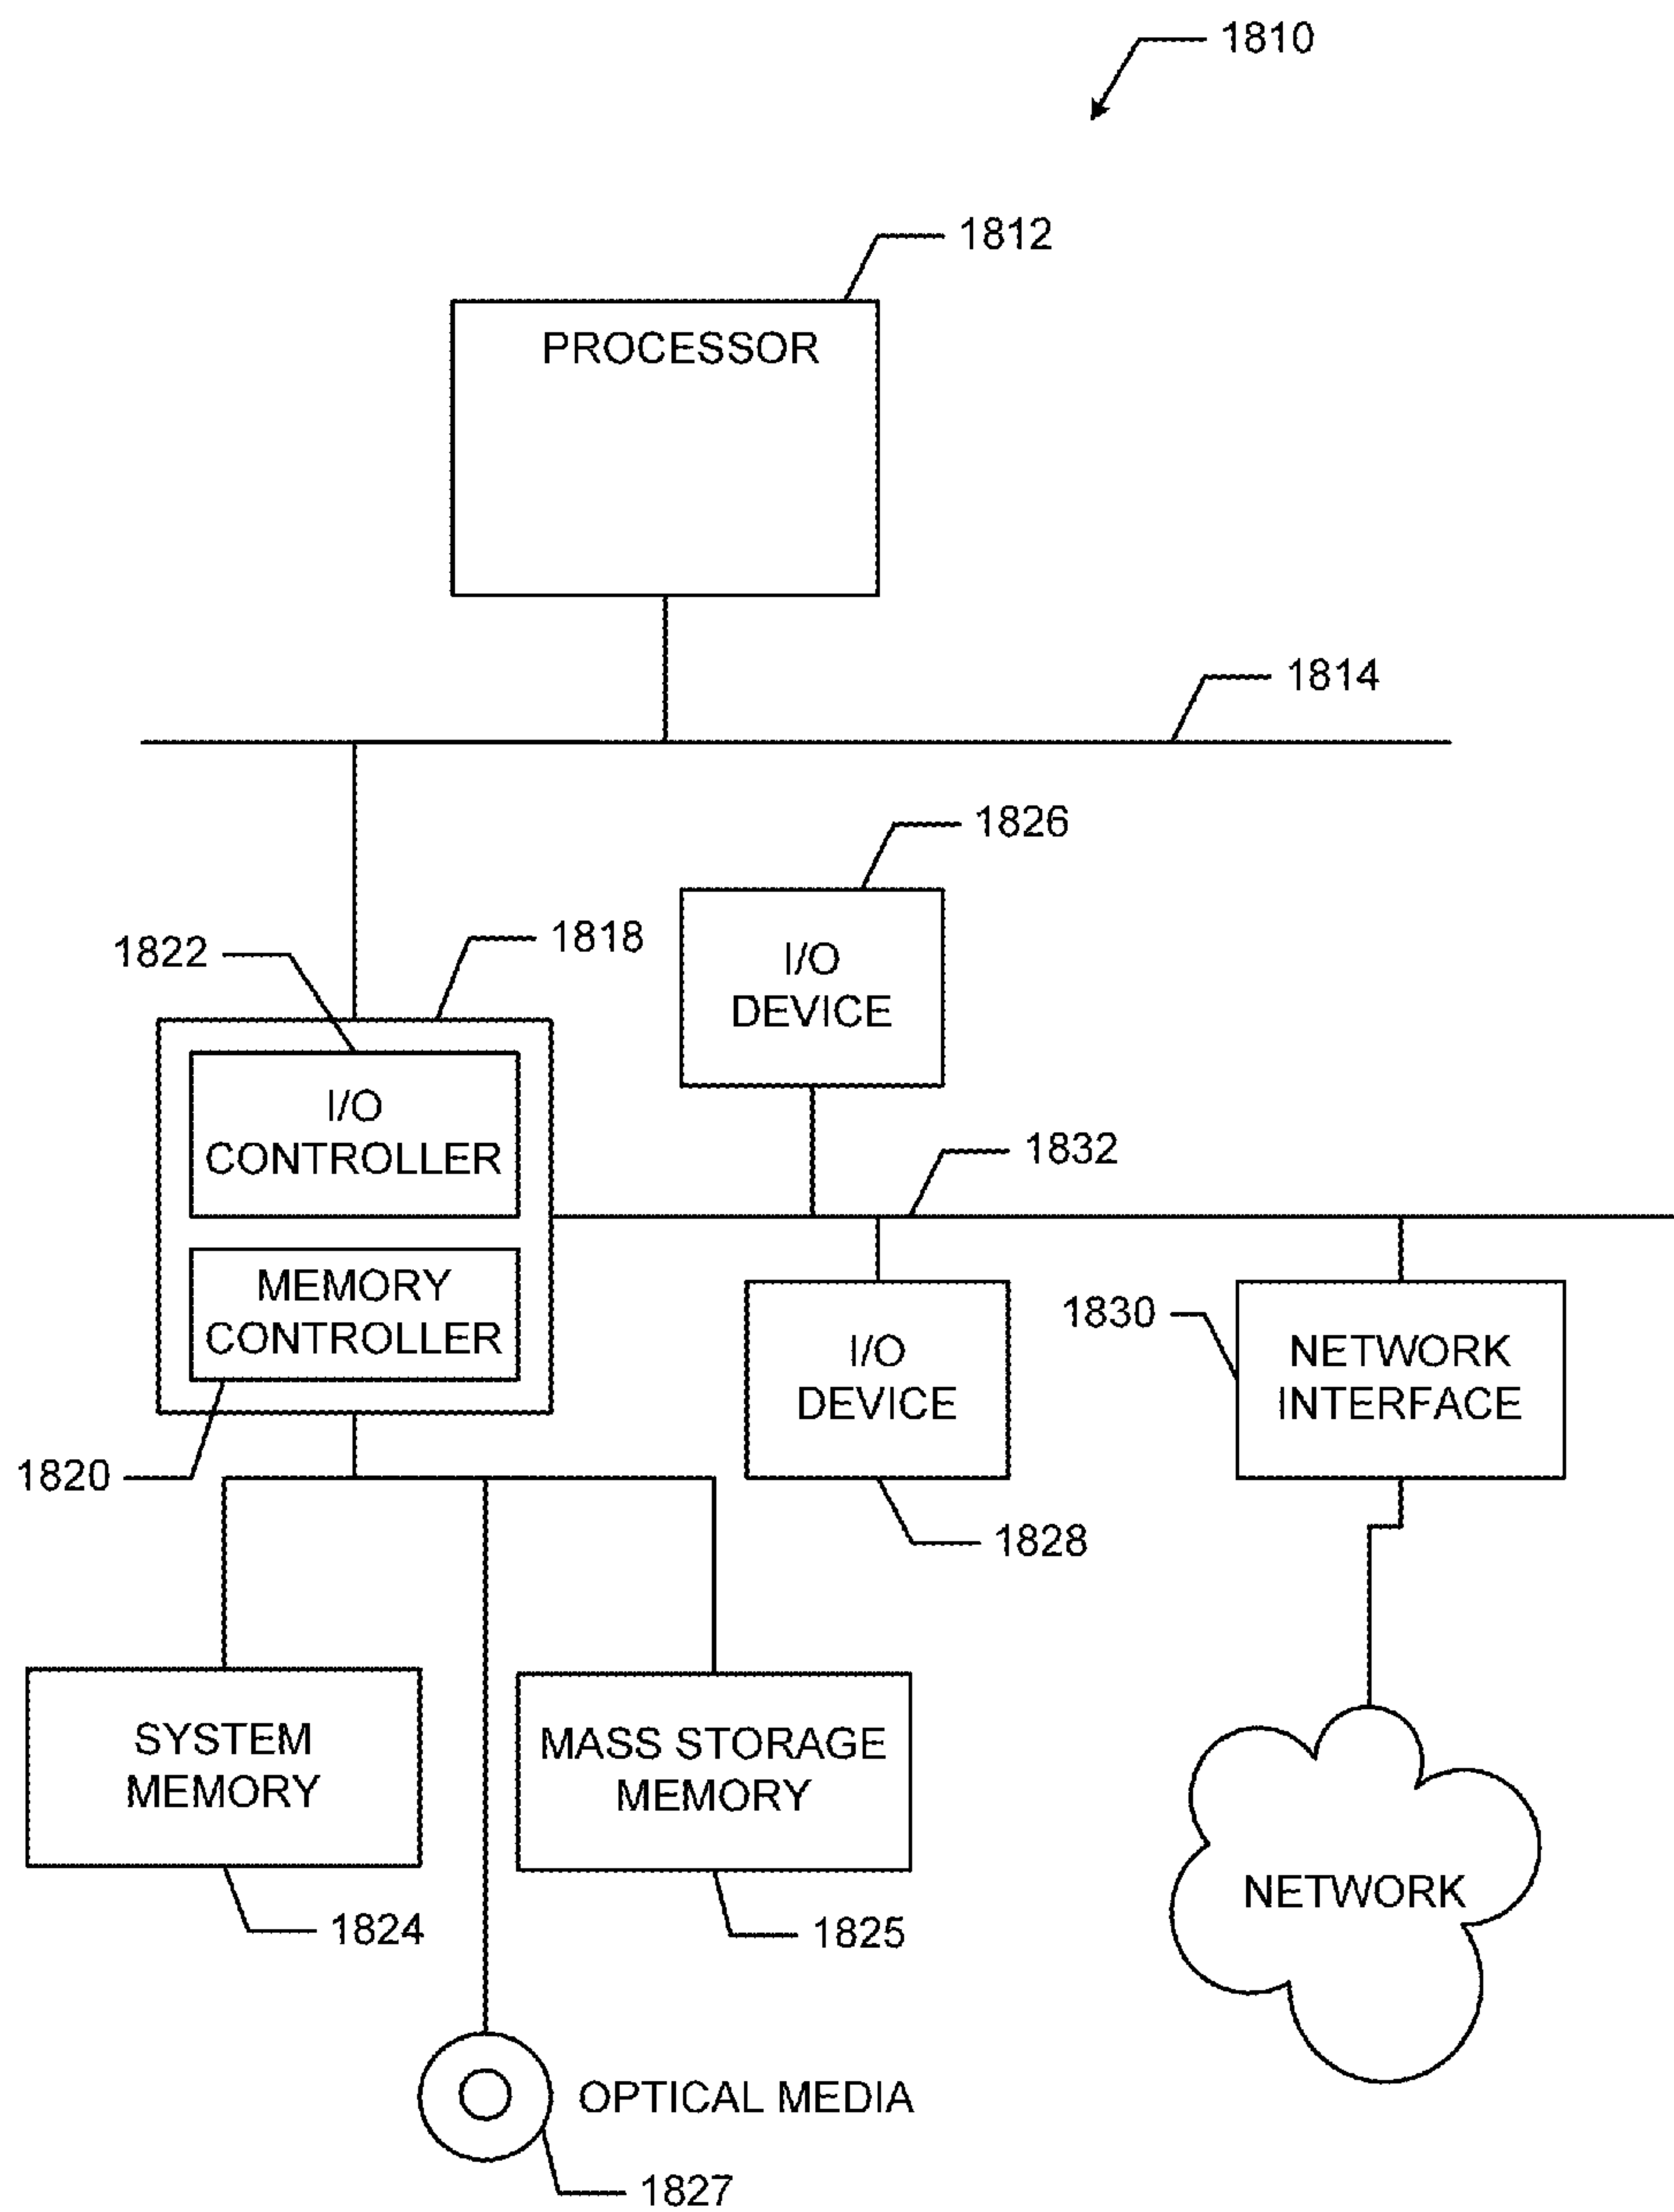 1810
1812
PROCESSOR
1814
1826
1822
1818
I/O
DEVICE
I/O
CONTROLLER
1832
MEMORY
CONTROLLER
1830
I/O
DEVICE
NETWORK
INTERFACE
1820
1828
SYSTEM
MEMORY
MASS STORAGE
MEMORY
NETWORK
1824
1825
OPTICAL MEDIA
1827